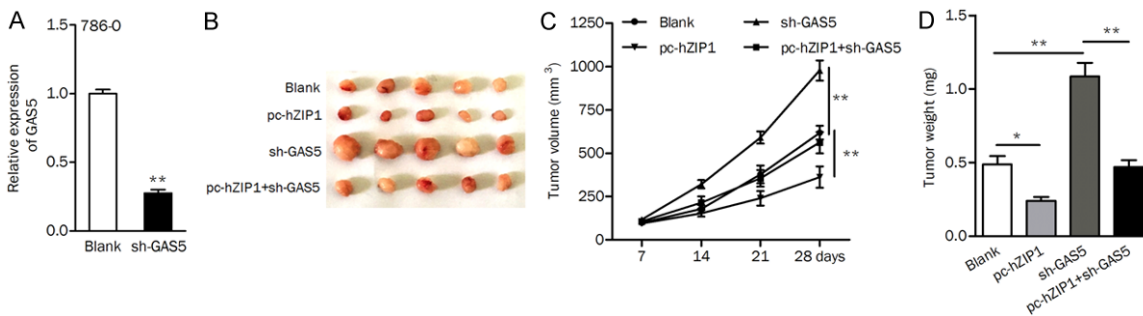 A
786-O
Relative expression
of GAS5
1.5
1.0
0.5
0.0
**
Blank
sh-GAS5
B
Blank
pc-hZIP1
sh-GAS5
pc-hZIP1+sh-GAS5
C
Blank
sh-GAS5
pc-hZIP1
pc-hZIP1+sh-GAS5
Tumor volume (mm³)
1000
750
500
250
0
**
**
7
14
21
28 days
D
Tumor weight (mg)
1.5
1.0
0.5
0.0
**
**
*
Blank
pc-hZIP1
sh-GAS5
pc-hZIP1+sh-GAS5